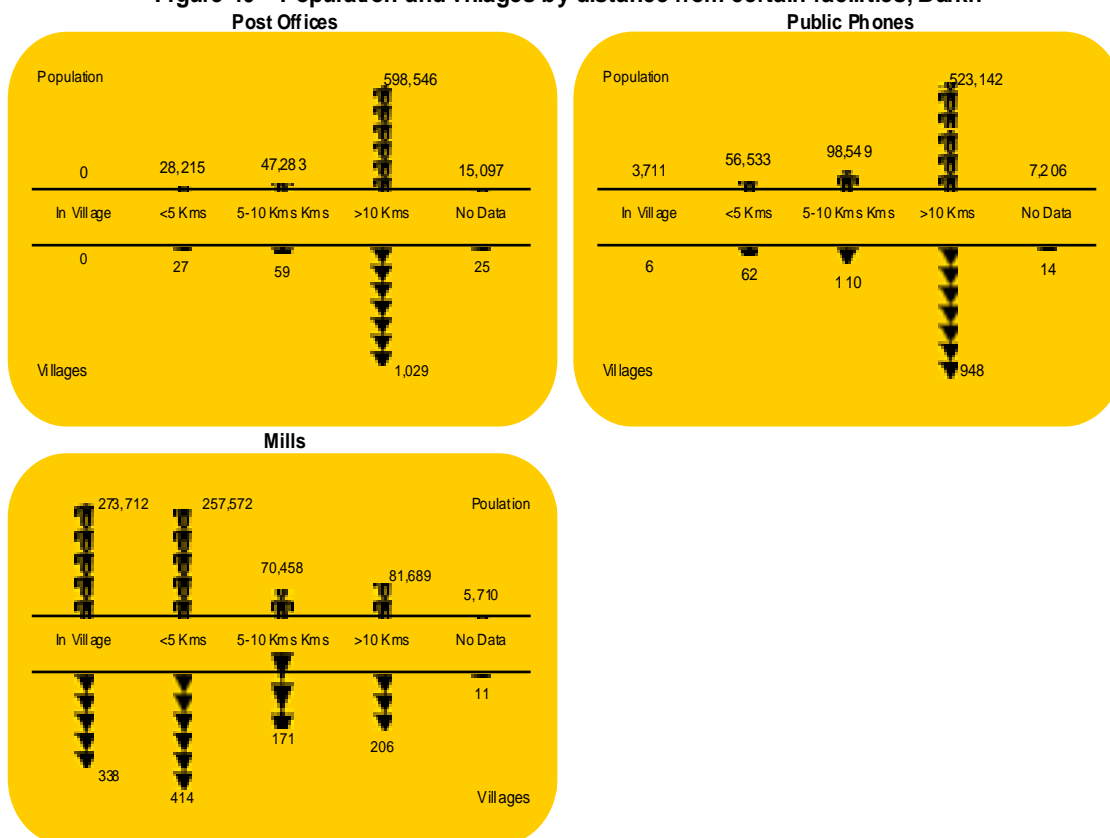 Post Offices
Population
598,546
0 28,215 47,283 15,097
In Village <5 Kms 5-10 Kms Kms >10 Kms No Data
0 27 59 25
1,029
Villages
Public Phones
Population
523,142
3,711 56,533 98,549 7,206
In Village <5 Kms 5-10 Kms Kms >10 Kms No Data
6 62 110 14
948
Villages
Mills
273,712 257,572 Poulation
70,458 81,689 5,710
In Village <5 Kms 5-10 Kms Kms >10 Kms No Data
11
171 206
338
414 Villages